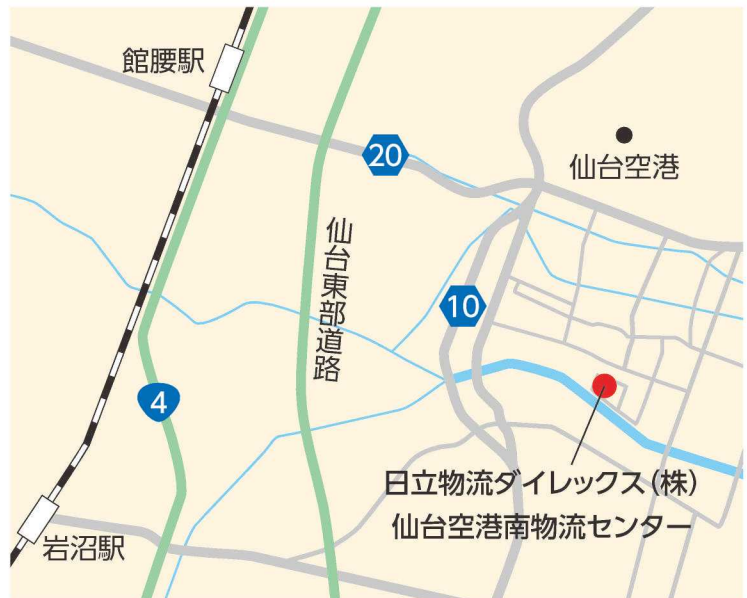 館腰駅
20
仙台空港
仙台東部道路
10
4
日立物流ダイレックス(株)
仙台空港南物流センター
岩沼駅